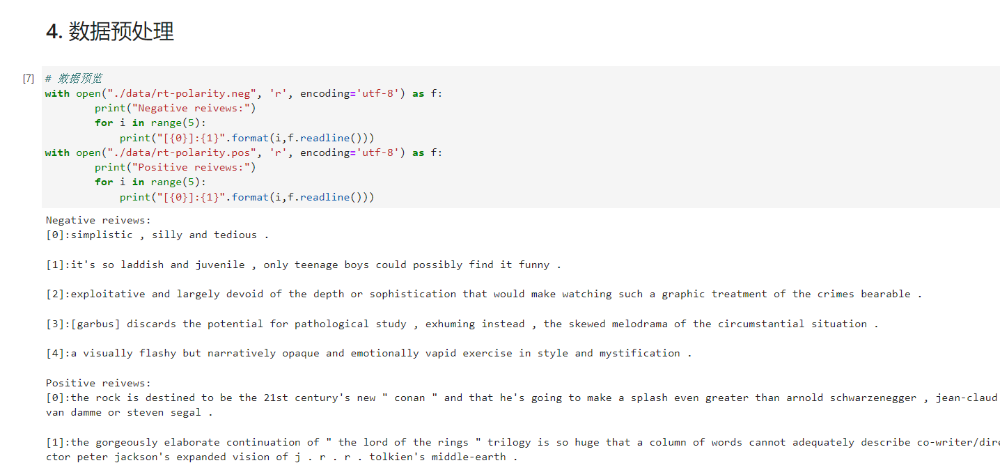 4. 数据预处理
[7]
# 数据预览
with open("./data/rt-polarity.neg", 'r', encoding='utf-8') as f:
        print("Negative reivews:")
        for i in range(5):
            print("[{0}]:{1}".format(i,f.readline()))
with open("./data/rt-polarity.pos", 'r', encoding='utf-8') as f:
        print("Positive reivews:")
        for i in range(5):
            print("[{0}]:{1}".format(i,f.readline()))
Negative reivews:
[0]:simplistic , silly and tedious .
[1]:it's so laddish and juvenile , only teenage boys could possibly find it funny .
[2]:exploitative and largely devoid of the depth or sophistication that would make watching such a graphic treatment of the crimes bearable .
[3]:[garbus] discards the potential for pathological study , exhuming instead , the skewed melodrama of the circumstantial situation .
[4]:a visually flashy but narratively opaque and emotionally vapid exercise in style and mystification .
Positive reivews:
[0]:the rock is destined to be the 21st century's new " conan " and that he's going to make a splash even greater than arnold schwarzenegger , jean-claud
van damme or steven segal .
[1]:the gorgeously elaborate continuation of " the lord of the rings " trilogy is so huge that a column of words cannot adequately describe co-writer/dire
ctor peter jackson's expanded vision of j . r . r . tolkien's middle-earth .